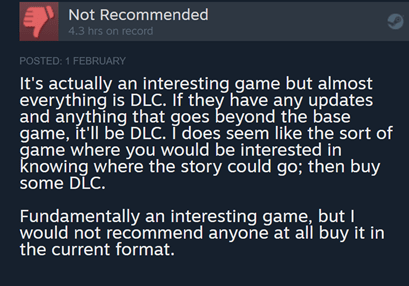 Not Recommended
4.3 hrs on record
POSTED: 1 FEBRUARY
It's actually an interesting game but almost
everything is DLC. If they have any updates
and anything that goes beyond the base
game, it'll be DLC. I does seem like the sort of
game where you would be interested in
knowing where the story could go; then buy
some DLC.
Fundamentally an interesting game, but I
would not recommend anyone at all buy it in
the current format.